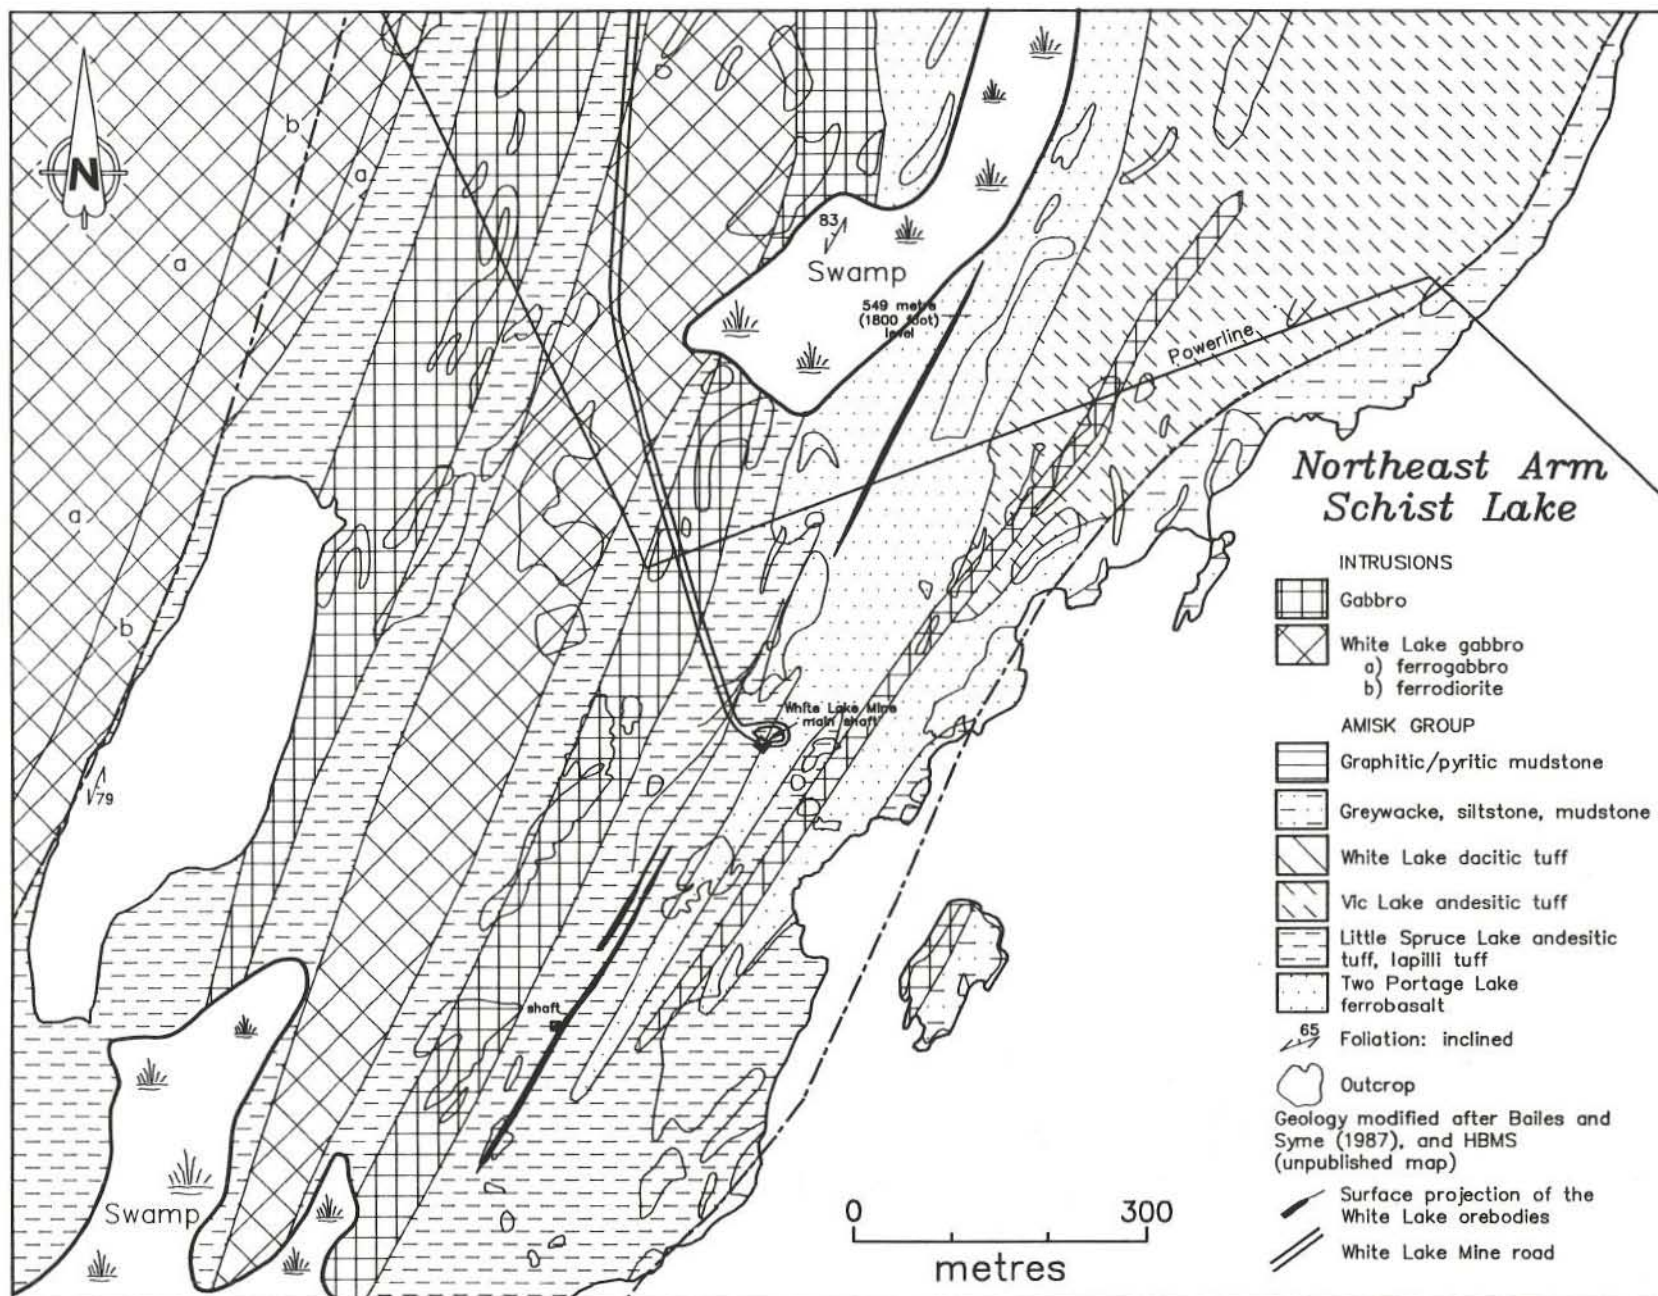 N
b
a
a
a
b
83
Swamp
549 metre
(1800 foot)
level
Powerline
White Lake Mine
main shaft
79
shaft
Swamp
0 300
metres
Northeast Arm
Schist Lake
INTRUSIONS
Gabbro
White Lake gabbro
a) ferrogabbro
b) ferrodiorite
AMISK GROUP
Graphitic/pyritic mudstone
Greywacke, siltstone, mudstone
White Lake dacitic tuff
Vic Lake andesitic tuff
Little Spruce Lake andesitic
tuff, lapilli tuff
Two Portage Lake
ferrobasalt
65
Foliation: inclined
Outcrop
Geology modified after Bailes and
Syme (1987), and HBMS
(unpublished map)
Surface projection of the
White Lake orebodies
White Lake Mine road